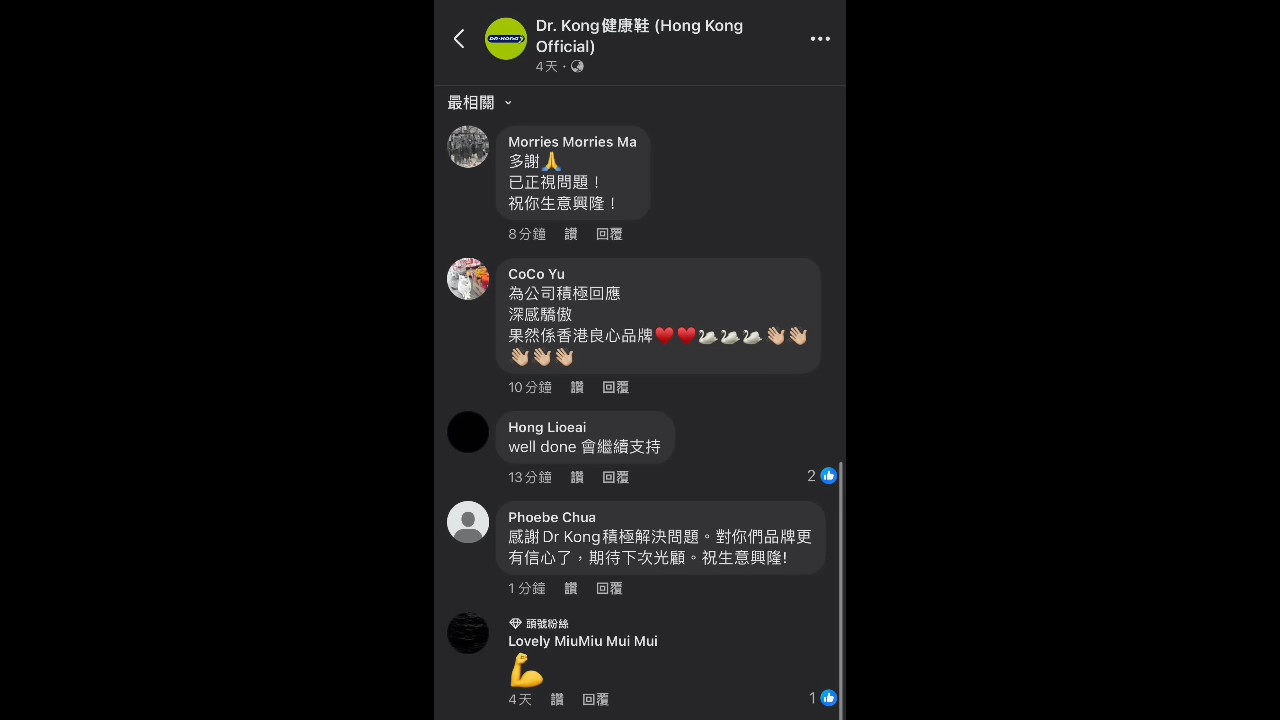 Dr. Kong健康鞋 (Hong Kong
Official)
DR.KONG
4天 ·
最相關
Morries Morries Ma
多謝🙏
已正視問題！
祝你生意興隆！
8分鐘 讚 回覆
CoCo Yu
為公司積極回應
深感驕傲
果然係香港良心品牌♥️♥️🦢🦢🦢👋🏼👋🏼
👋🏼👋🏼👋🏼
10分鐘 讚 回覆
Hong Lioeai
well done 會繼續支持
13分鐘 讚 回覆 2
Phoebe Chua
感謝Dr Kong積極解決問題。對你們品牌更
有信心了，期待下次光顧。祝生意興隆!
1分鐘 讚 回覆
頭號粉絲
Lovely MiuMiu Mui Mui
💪
4天 讚 回覆 1